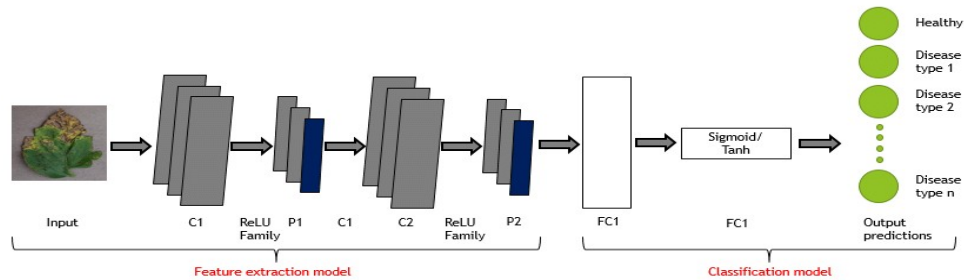 Healthy
Disease
type 1
Disease
type 2
Disease
type n
Sigmoid/
Tanh
Input
C1
ReLU
Family
P1
C1
C2
ReLU
Family
P2
FC1
FC1
Output
predictions
Feature extraction model
Classification model